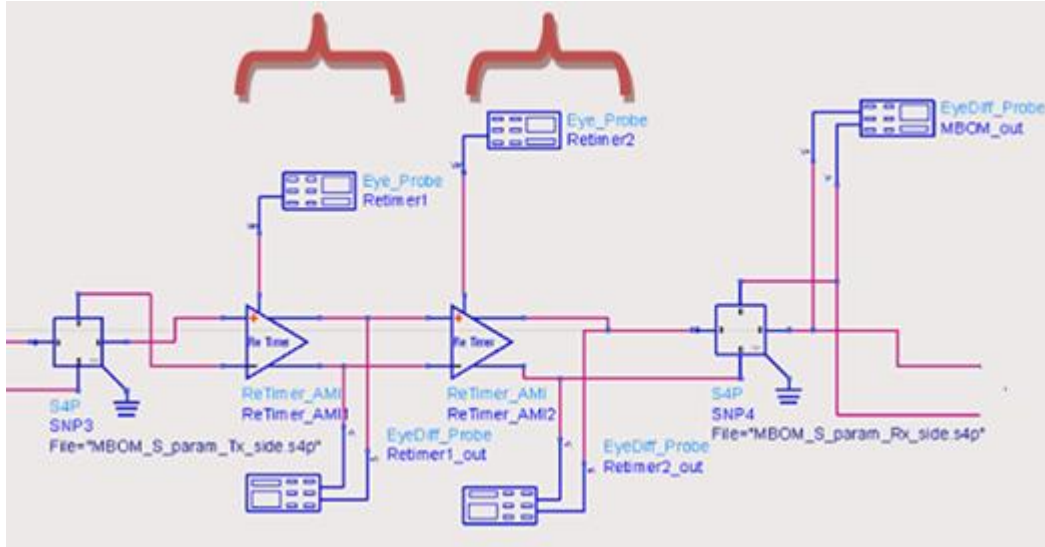 EyeDiff_Probe
MBOM_out
Eye_Probe
Retimer2
Eye_Probe
Retimer1
Re Timer
Re Timer
S4P
SNP3
File="MBOM_S_param_Tx_side.s4p"
ReTimer_AMI
ReTimer_AMI1
ReTimer_AMI
ReTimer_AMI2
S4P
SNP4
File="MBOM_S_param_Rx_side.s4p"
EyeDiff_Probe
Retimer1_out
EyeDiff_Probe
Retimer2_out